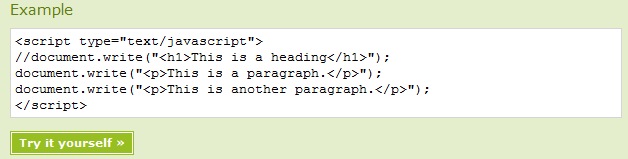 Example
<script type="text/javascript">
//document.write("<h1>This is a heading</h1>");
document.write("<p>This is a paragraph.</p>");
document.write("<p>This is another paragraph.</p>");
</script>
Try it yourself »